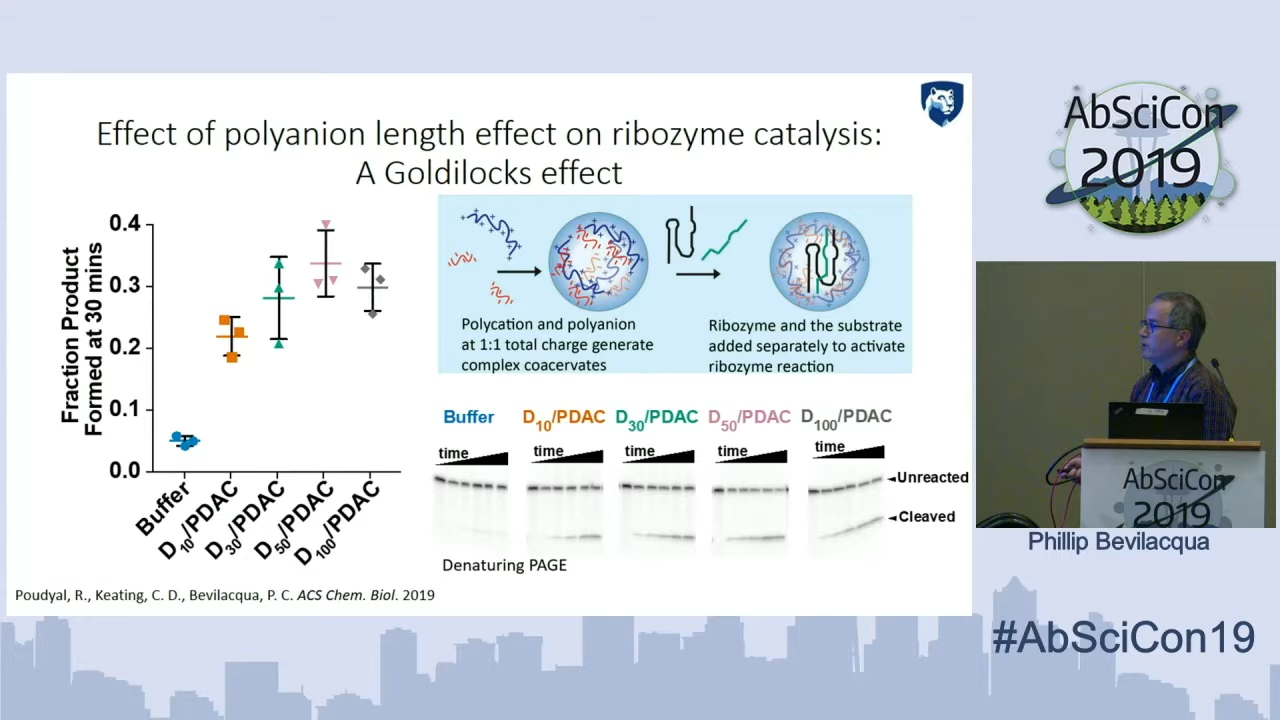 Effect of polyanion length effect on ribozyme catalysis:
A Goldilocks effect
Fraction Product
Formed at 30 mins
0.4
0.3
0.2
0.1
0.0
Buffer
D10/PDAC
D30/PDAC
D50/PDAC
D100/PDAC
Polycation and polyanion
at 1:1 total charge generate
complex coacervates
Ribozyme and the substrate
added separately to activate
ribozyme reaction
Buffer
D10/PDAC
D30/PDAC
D50/PDAC
D100/PDAC
time
time
time
time
time
Unreacted
Cleaved
Denaturing PAGE
Poudyal, R., Keating, C. D., Bevilacqua, P. C. ACS Chem. Biol. 2019
AbSciCon
2019
AbSciCon
2019
Phillip Bevilacqua
#AbSciCon19